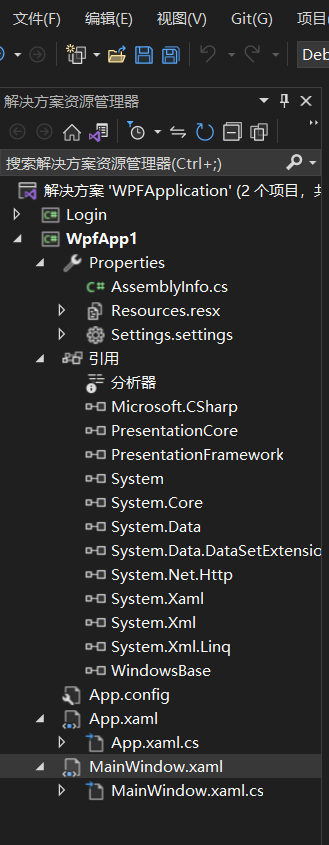 文件(F) 编辑(E) 视图(V) Git(G) 项目
Deb
解决方案资源管理器
搜索解决方案资源管理器(Ctrl+;)
解决方案 'WPFApplication' (2 个项目，共
Login
WpfApp1
Properties
AssemblyInfo.cs
Resources.resx
Settings.settings
引用
分析器
Microsoft.CSharp
PresentationCore
PresentationFramework
System
System.Core
System.Data
System.Data.DataSetExtensio
System.Net.Http
System.Xaml
System.Xml
System.Xml.Linq
WindowsBase
App.config
App.xaml
App.xaml.cs
MainWindow.xaml
MainWindow.xaml.cs